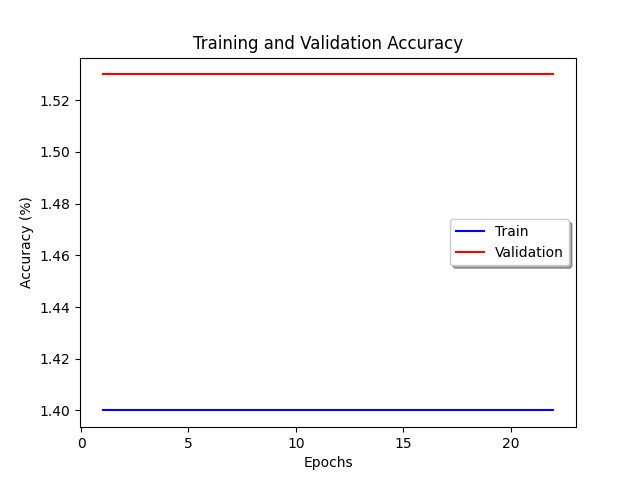 Training and Validation Accuracy
1.52
1.50
1.48
1.46
1.44
1.42
1.40
Accuracy (%)
Train
Validation
0
5
10
15
20
Epochs